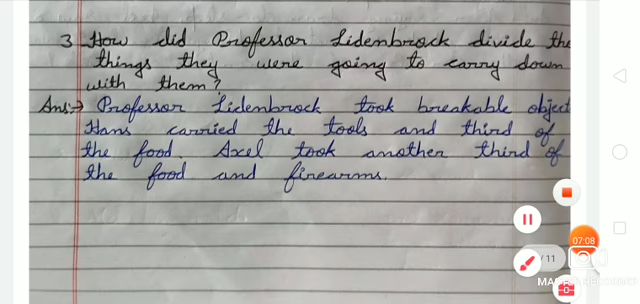 3 How did Professor Lidenbrock divide the
things they were going to carry down
with them?
Ans:→ Professor Lidenbrock took breakable object
Hans carried the tools and third of
the food. Axel took another third of
the food and firearms.
07:08
/ 11